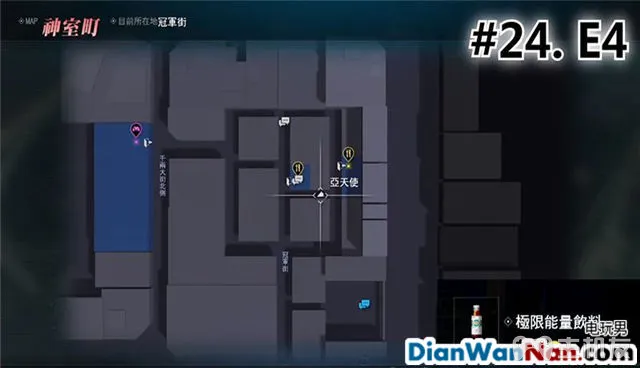 MAP 神室町 目前所在地 冠軍街
#24. E4
千兩大街北側
亞天使
冠軍街
極限能量飲料
电玩男
DianWanNan.com